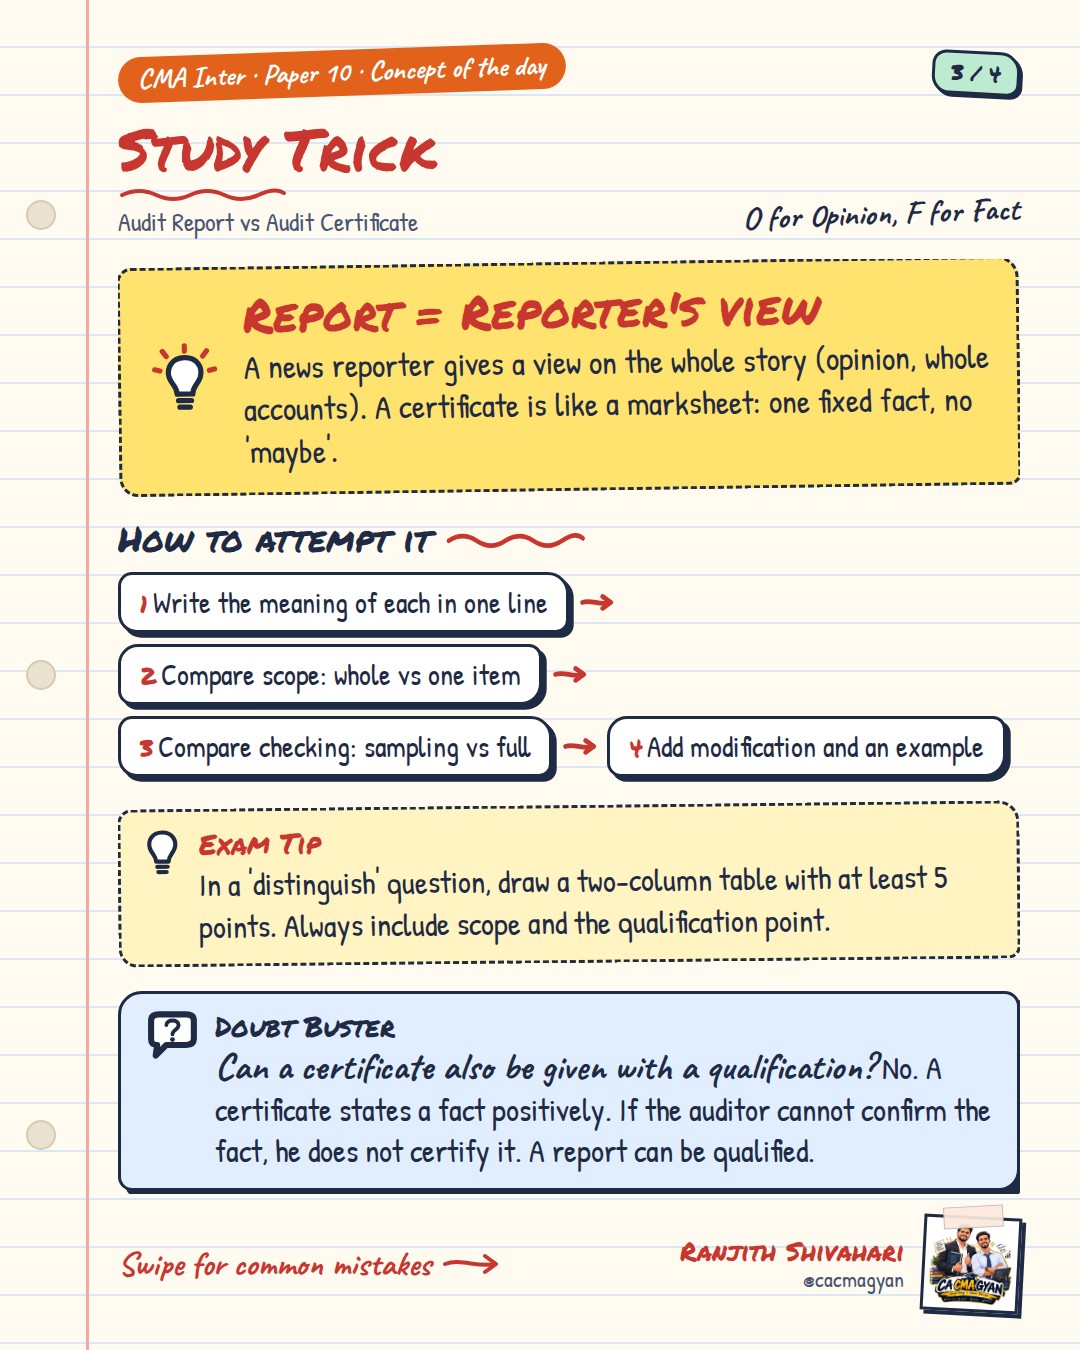 CMA Inter · Paper 10 · Concept of the day
3 / 4
Study Trick
Audit Report vs Audit Certificate
O for Opinion, F for Fact
Report = Reporter's view
A news reporter gives a view on the whole story (opinion, whole
accounts). A certificate is like a marksheet: one fixed fact, no
'maybe'.
How to attempt it
1 Write the meaning of each in one line
2 Compare scope: whole vs one item
3 Compare checking: sampling vs full
4 Add modification and an example
Exam Tip
In a 'distinguish' question, draw a two-column table with at least 5
points. Always include scope and the qualification point.
Doubt Buster
Can a certificate also be given with a qualification? No. A
certificate states a fact positively. If the auditor cannot confirm the
fact, he does not certify it. A report can be qualified.
Swipe for common mistakes
Ranjith Shivahari
@cacmagyan
CA CMA GYAN